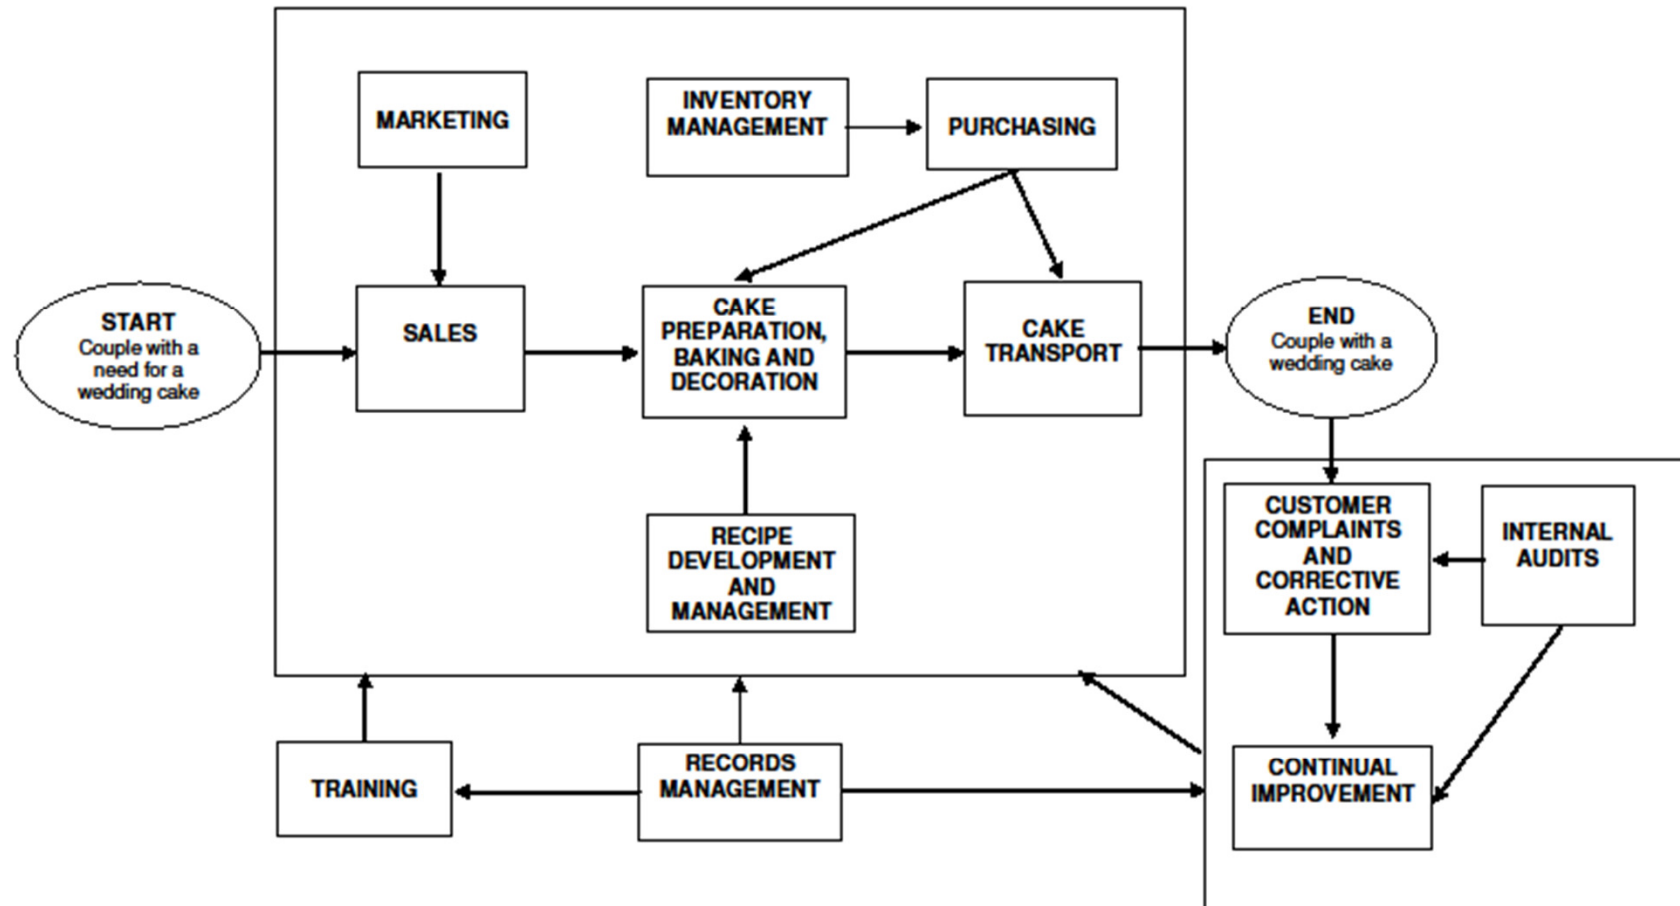 MARKETING
INVENTORY
MANAGEMENT
PURCHASING
START
Couple with a
need for a
wedding cake
SALES
CAKE
PREPARATION,
BAKING AND
DECORATION
CAKE
TRANSPORT
END
Couple with a
wedding cake
RECIPE
DEVELOPMENT
AND
MANAGEMENT
CUSTOMER
COMPLAINTS
AND
CORRECTIVE
ACTION
INTERNAL
AUDITS
TRAINING
RECORDS
MANAGEMENT
CONTINUAL
IMPROVEMENT